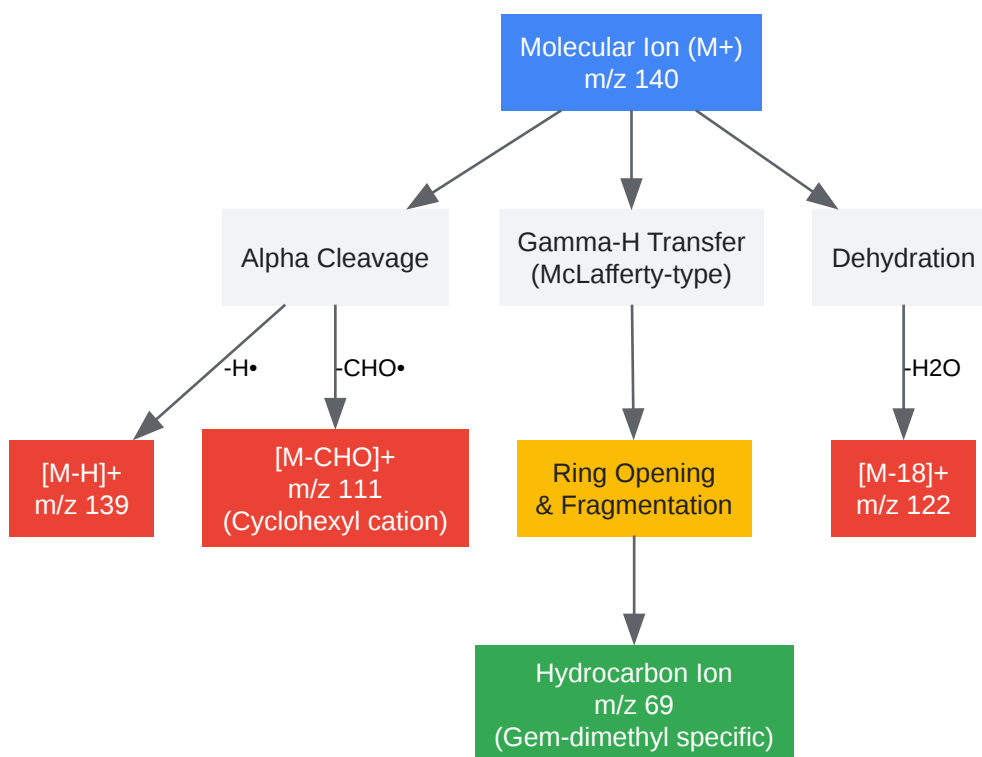 Molecular Ion (M+)
m/z 140
Alpha Cleavage
Gamma-H Transfer
(McLafferty-type)
Dehydration
-H•
-CHO•
-H2O
[M-H]+
m/z 139
[M-CHO]+
m/z 111
(Cyclohexyl cation)
Ring Opening
& Fragmentation
[M-18]+
m/z 122
Hydrocarbon Ion
m/z 69
(Gem-dimethyl specific)